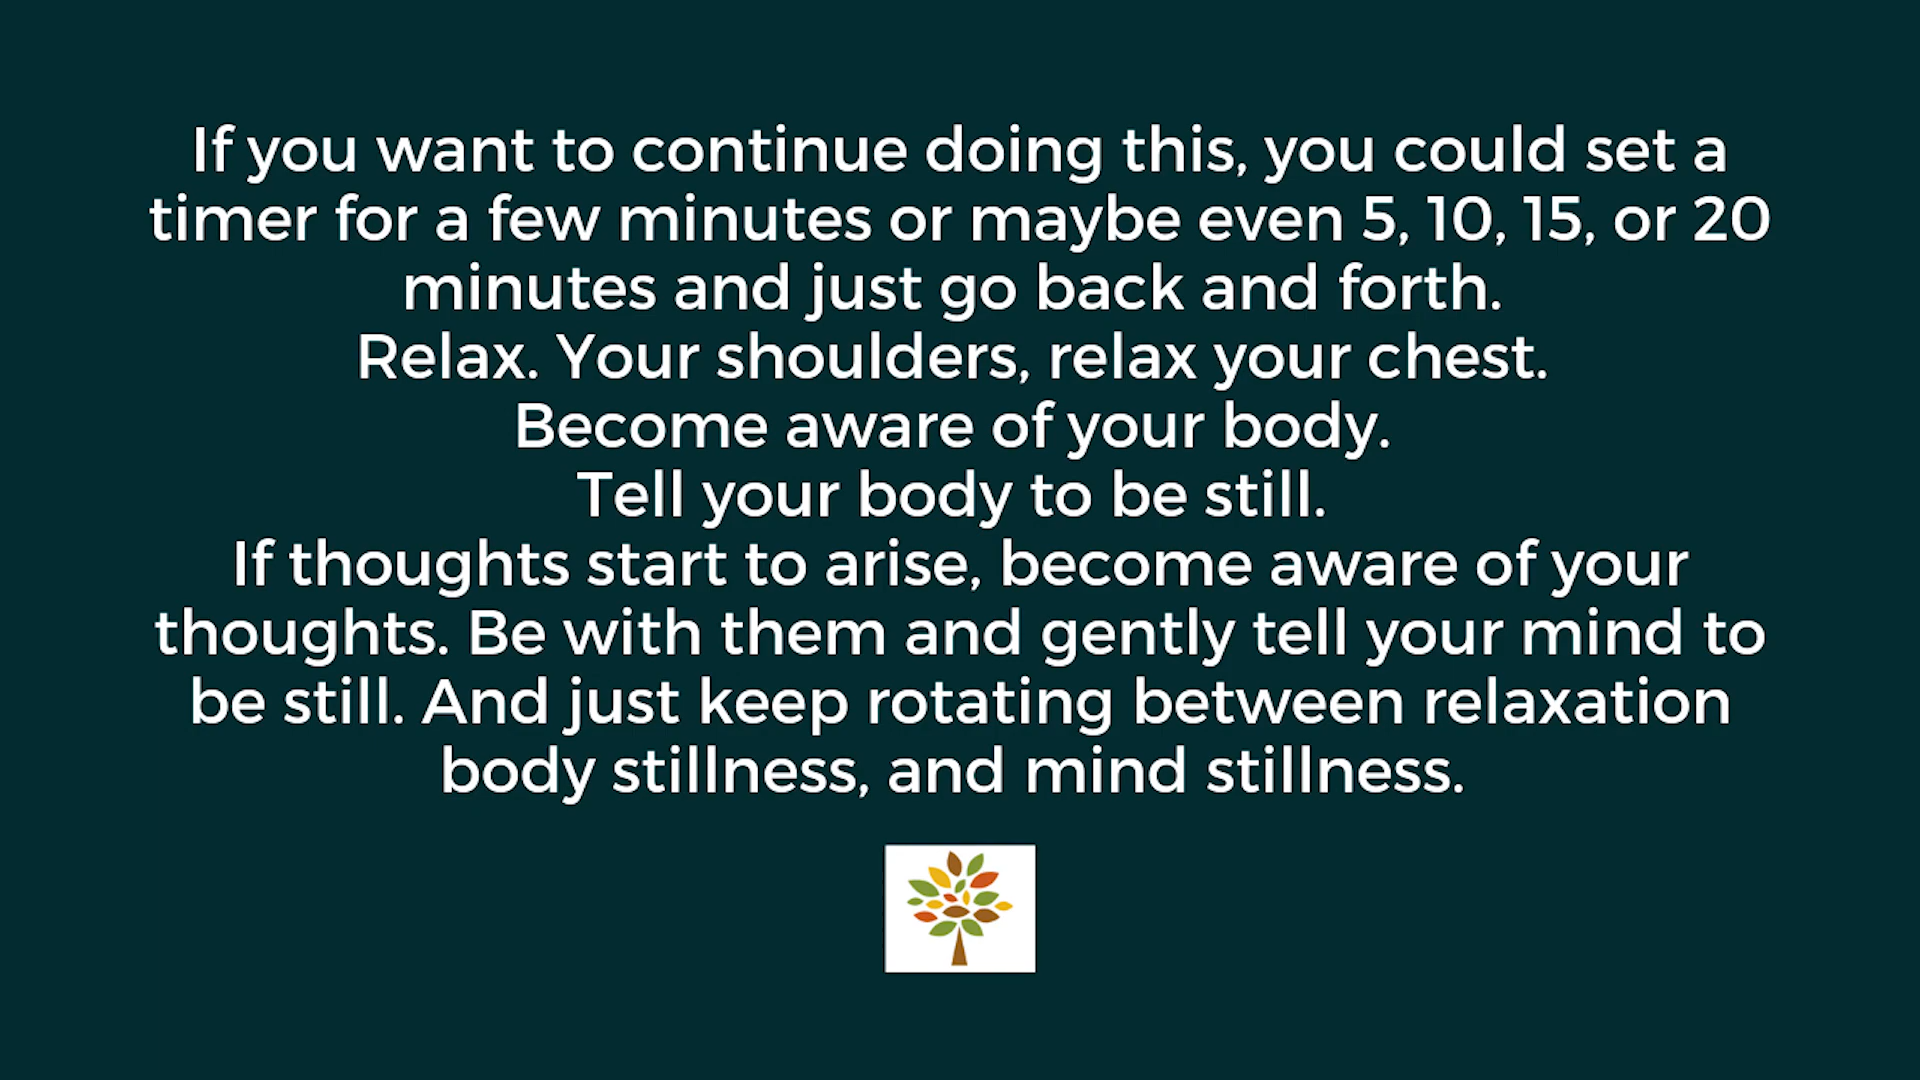 If you want to continue doing this, you could set a
timer for a few minutes or maybe even 5, 10, 15, or 20
minutes and just go back and forth.
Relax. Your shoulders, relax your chest.
Become aware of your body.
Tell your body to be still.
If thoughts start to arise, become aware of your
thoughts. Be with them and gently tell your mind to
be still. And just keep rotating between relaxation
body stillness, and mind stillness.